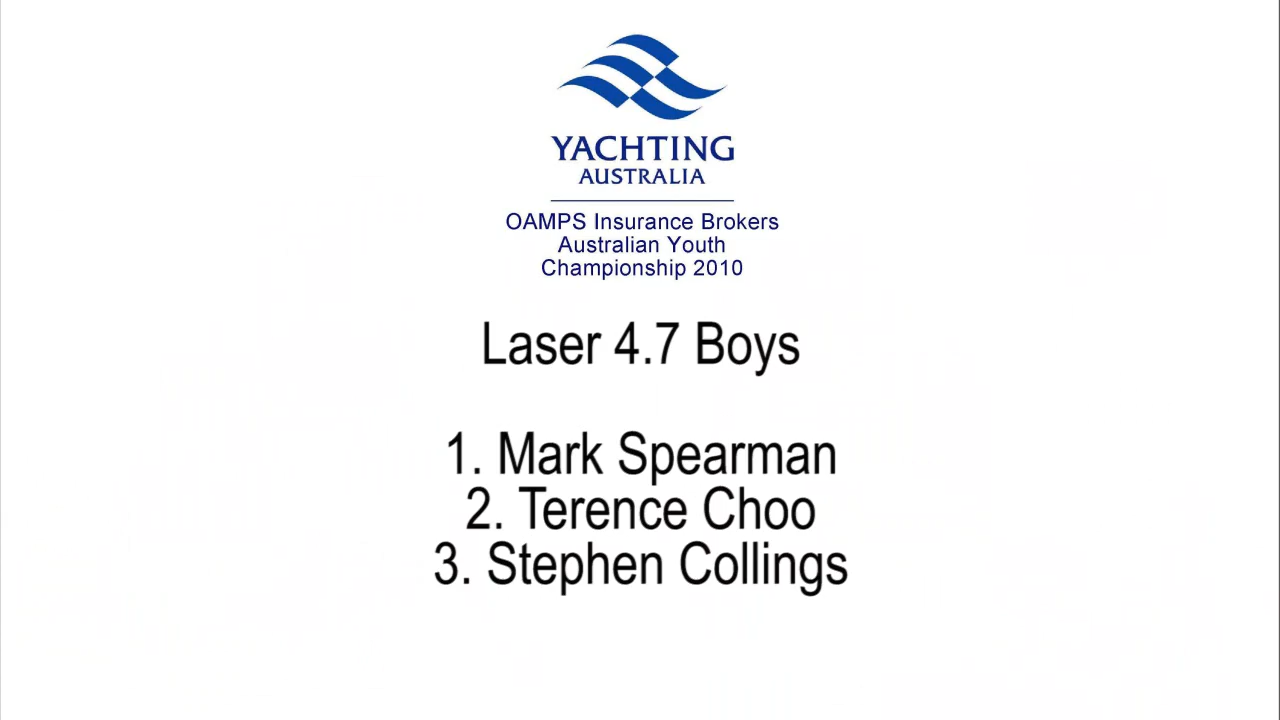 YACHTING
AUSTRALIA
OAMPS Insurance Brokers
Australian Youth
Championship 2010
Laser 4.7 Boys
1. Mark Spearman
2. Terence Choo
3. Stephen Collings